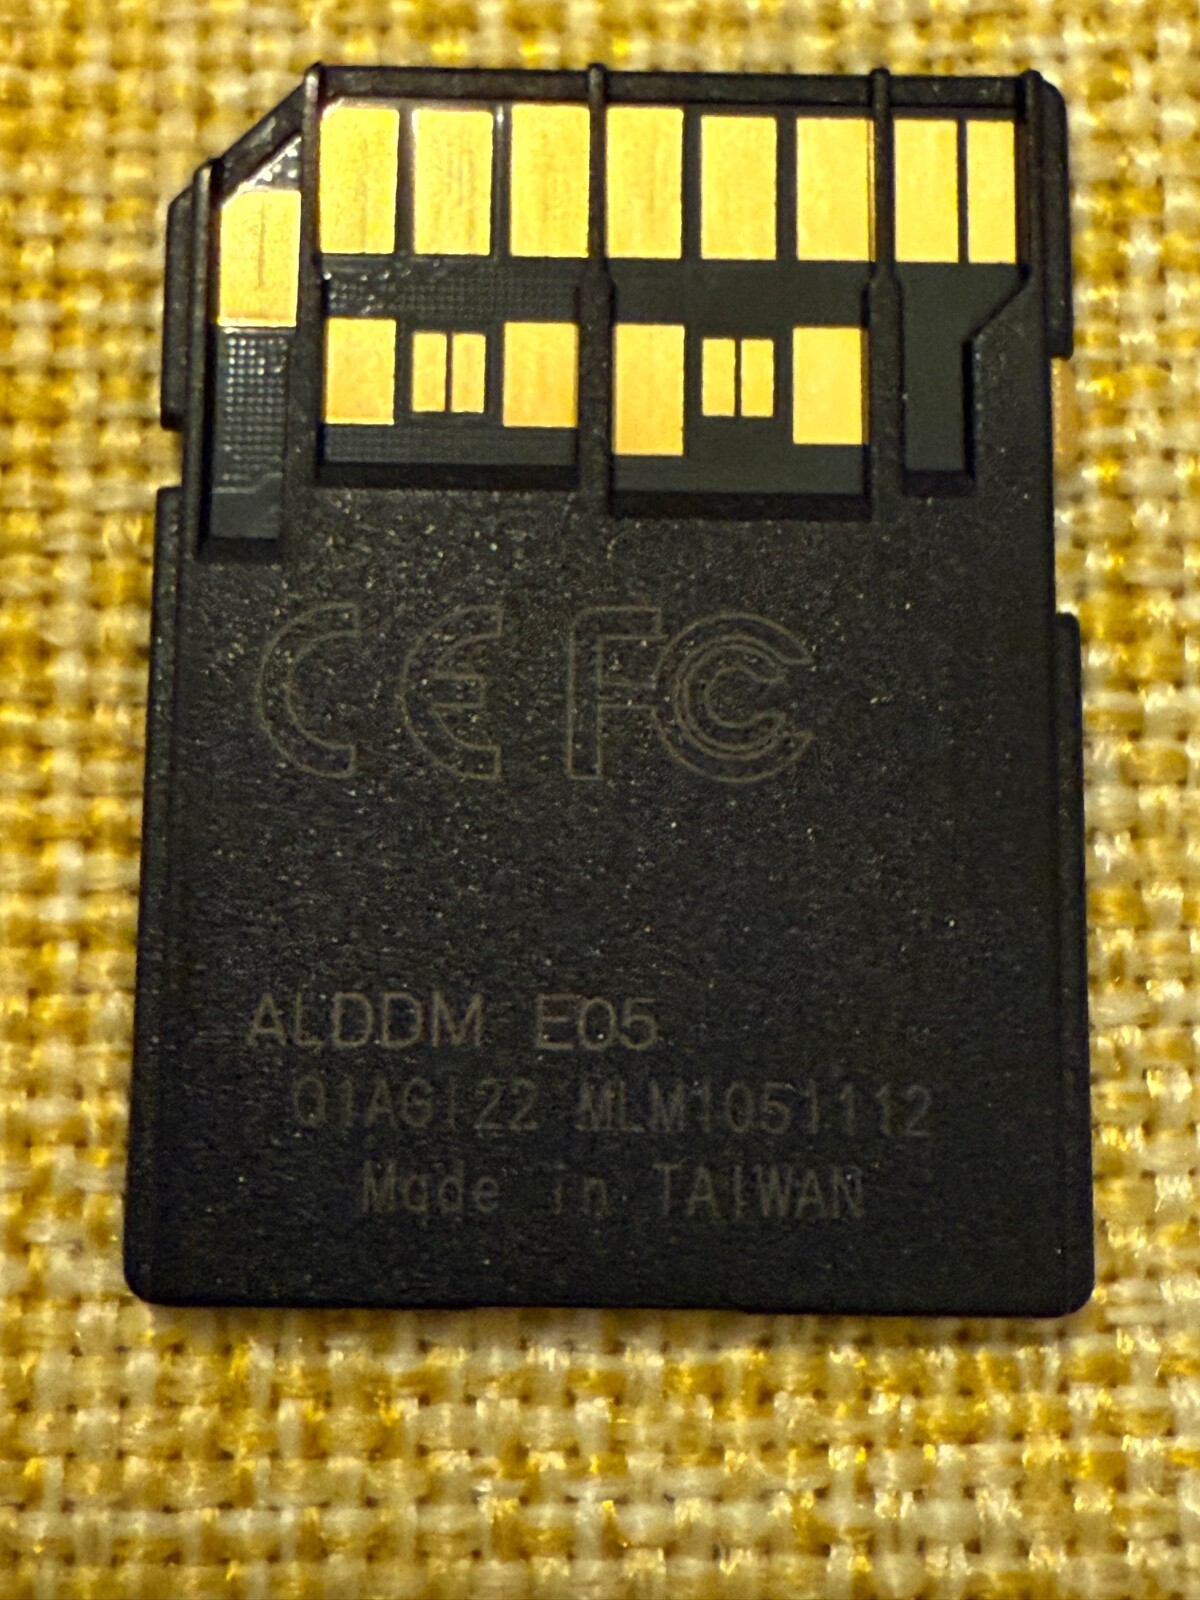 CE FC
ALDDM E05
Q1AG122 MLM1051112
Made in TAIWAN